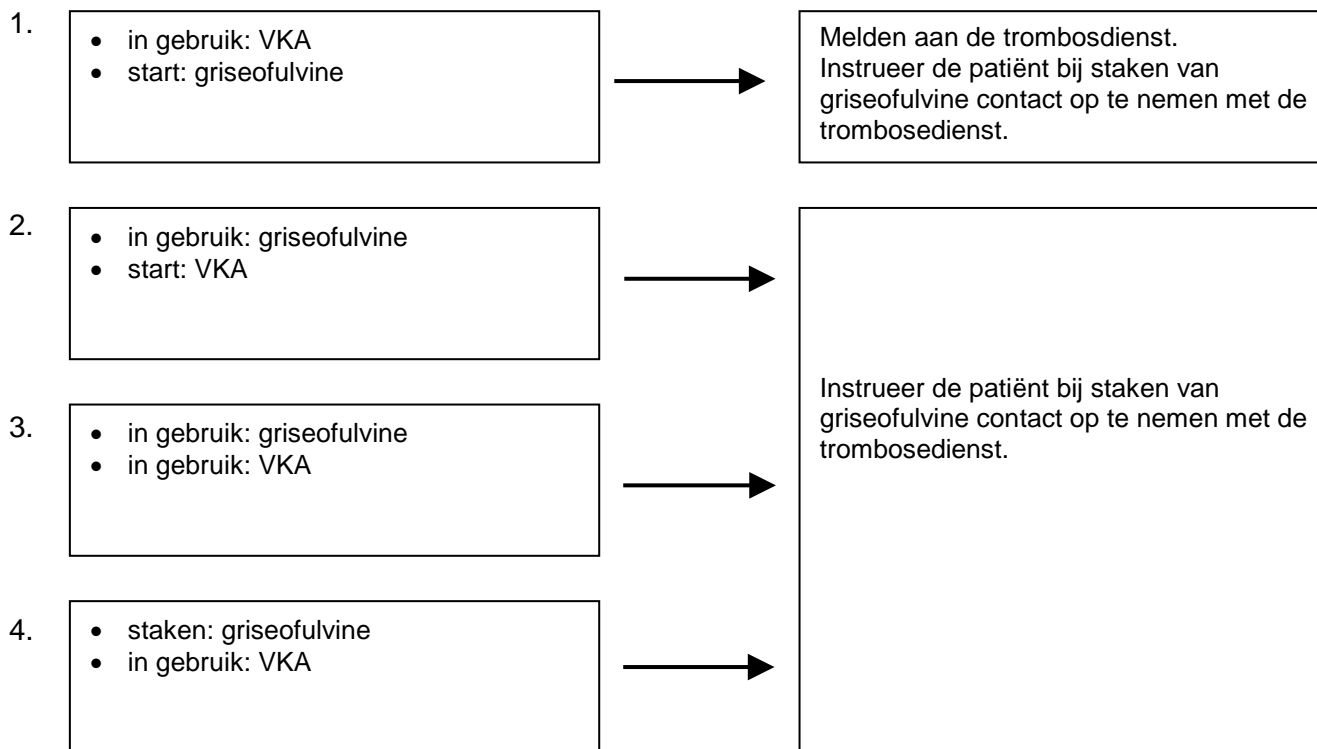 1.
• in gebruik: VKA
• start: griseofulvine
Melden aan de trombosdienst.
Instrueer de patiënt bij staken van
griseofulvine contact op te nemen met de
trombosedienst.
2.
• in gebruik: griseofulvine
• start: VKA
3.
• in gebruik: griseofulvine
• in gebruik: VKA
Instrueer de patiënt bij staken van
griseofulvine contact op te nemen met de
trombosedienst.
4.
• staken: griseofulvine
• in gebruik: VKA